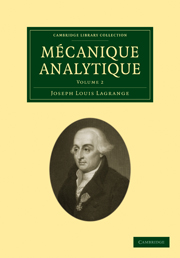 CAMBRIDGE LIBRARY COLLECTION
MÉCANIQUE
ANALYTIQUE
VOLUME 2
JOSEPH LOUIS LAGRANGE
CAMBRIDGE